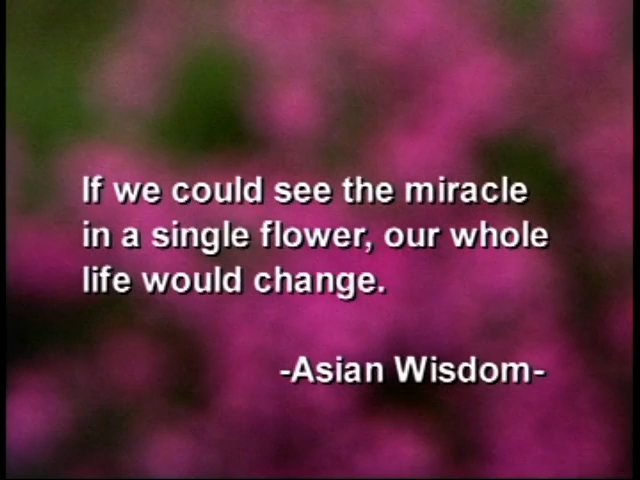 If we could see the miracle
in a single flower, our whole
life would change.
-Asian Wisdom-